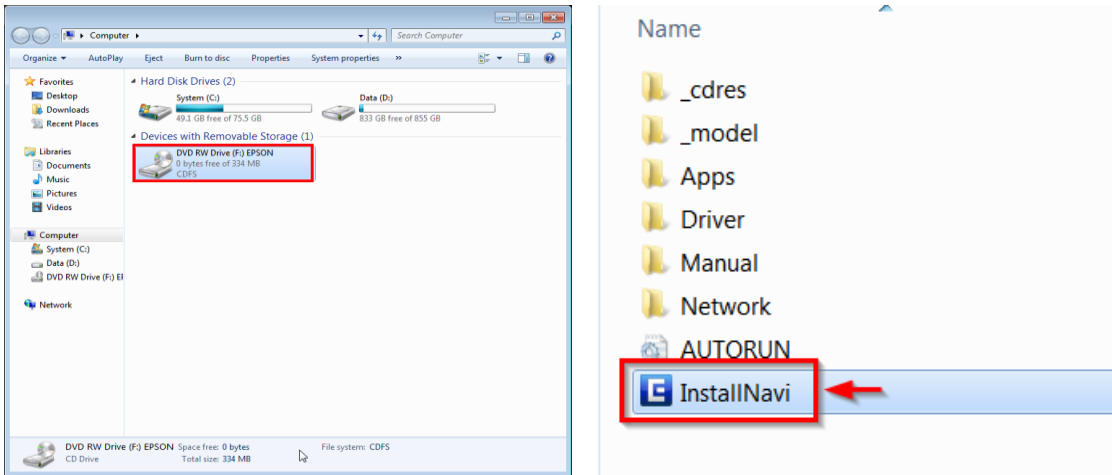 Computer
Search Computer
Organize AutoPlay Eject Burn to disc Properties System properties »
Favorites
Desktop
Downloads
Recent Places
Libraries
Documents
Music
Pictures
Videos
Computer
System (C:)
Data (D:)
DVD RW Drive (F:) E
Network
Hard Disk Drives (2)
System (C:)
49.1 GB free of 75.5 GB
Data (D:)
833 GB free of 855 GB
Devices with Removable Storage (1)
DVD RW Drive (F:) EPSON
0 bytes free of 334 MB
CDFS
DVD RW Drive (F:) EPSON Space free: 0 bytes File system: CDFS
CD Drive Total size: 334 MB
Name
_cdres
_model
Apps
Driver
Manual
Network
AUTORUN
InstallNavi